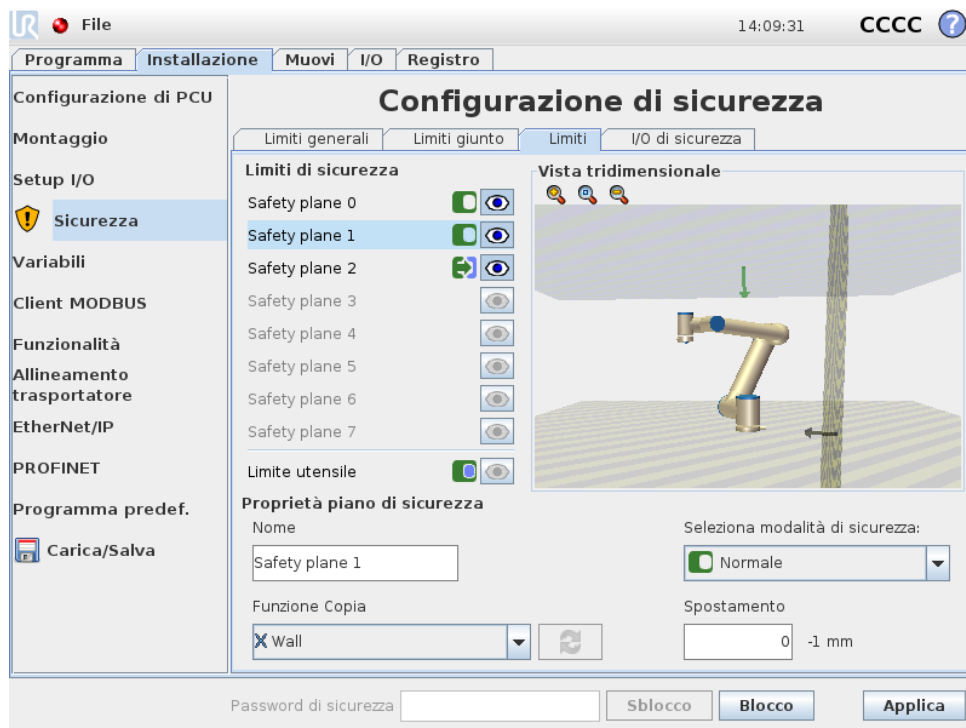 UR File 14:09:31 CCCC ?
Programma Installazione Muovi I/O Registro
Configurazione di PCU
Montaggio
Setup I/O
Sicurezza
Variabili
Client MODBUS
Funzionalità
Allineamento
trasportatore
EtherNet/IP
PROFINET
Programma predef.
Carica/Salva
Configurazione di sicurezza
Limiti generali Limiti giunto Limiti I/O di sicurezza
Limiti di sicurezza
Safety plane 0
Safety plane 1
Safety plane 2
Safety plane 3
Safety plane 4
Safety plane 5
Safety plane 6
Safety plane 7
Limite utensile
Vista tridimensionale
Proprietà piano di sicurezza
Nome
Safety plane 1
Seleziona modalità di sicurezza:
Normale
Funzione Copia
Wall
Spostamento
0 -1 mm
Password di sicurezza Sblocco Blocco Applica